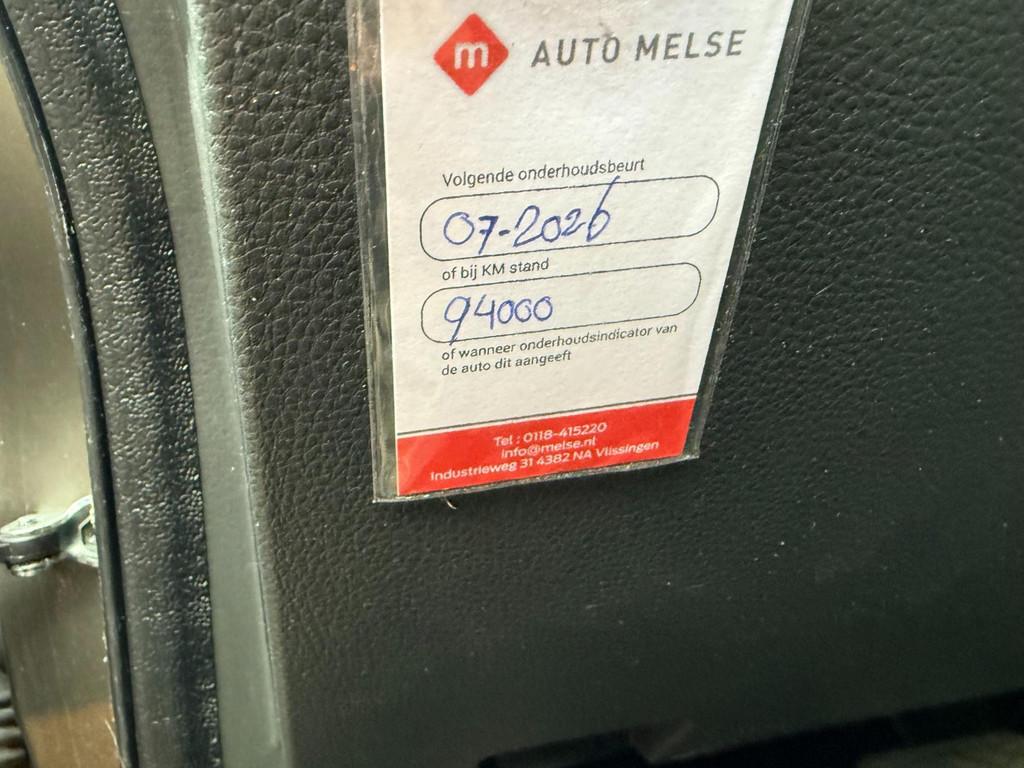 m AUTO MELSE
Volgende onderhoudsbeurt
07-2026
of bij KM stand
94000
of wanneer onderhoudsindicator van
de auto dit aangeeft
Tel : 0118-415220
info@melse.nl
Industrieweg 31 4382 NA Vlissingen